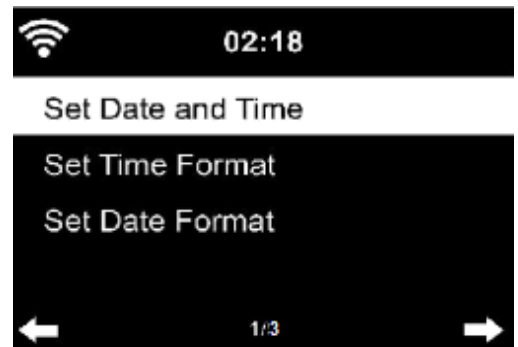 02:18
Set Date and Time
Set Time Format
Set Date Format
1/3